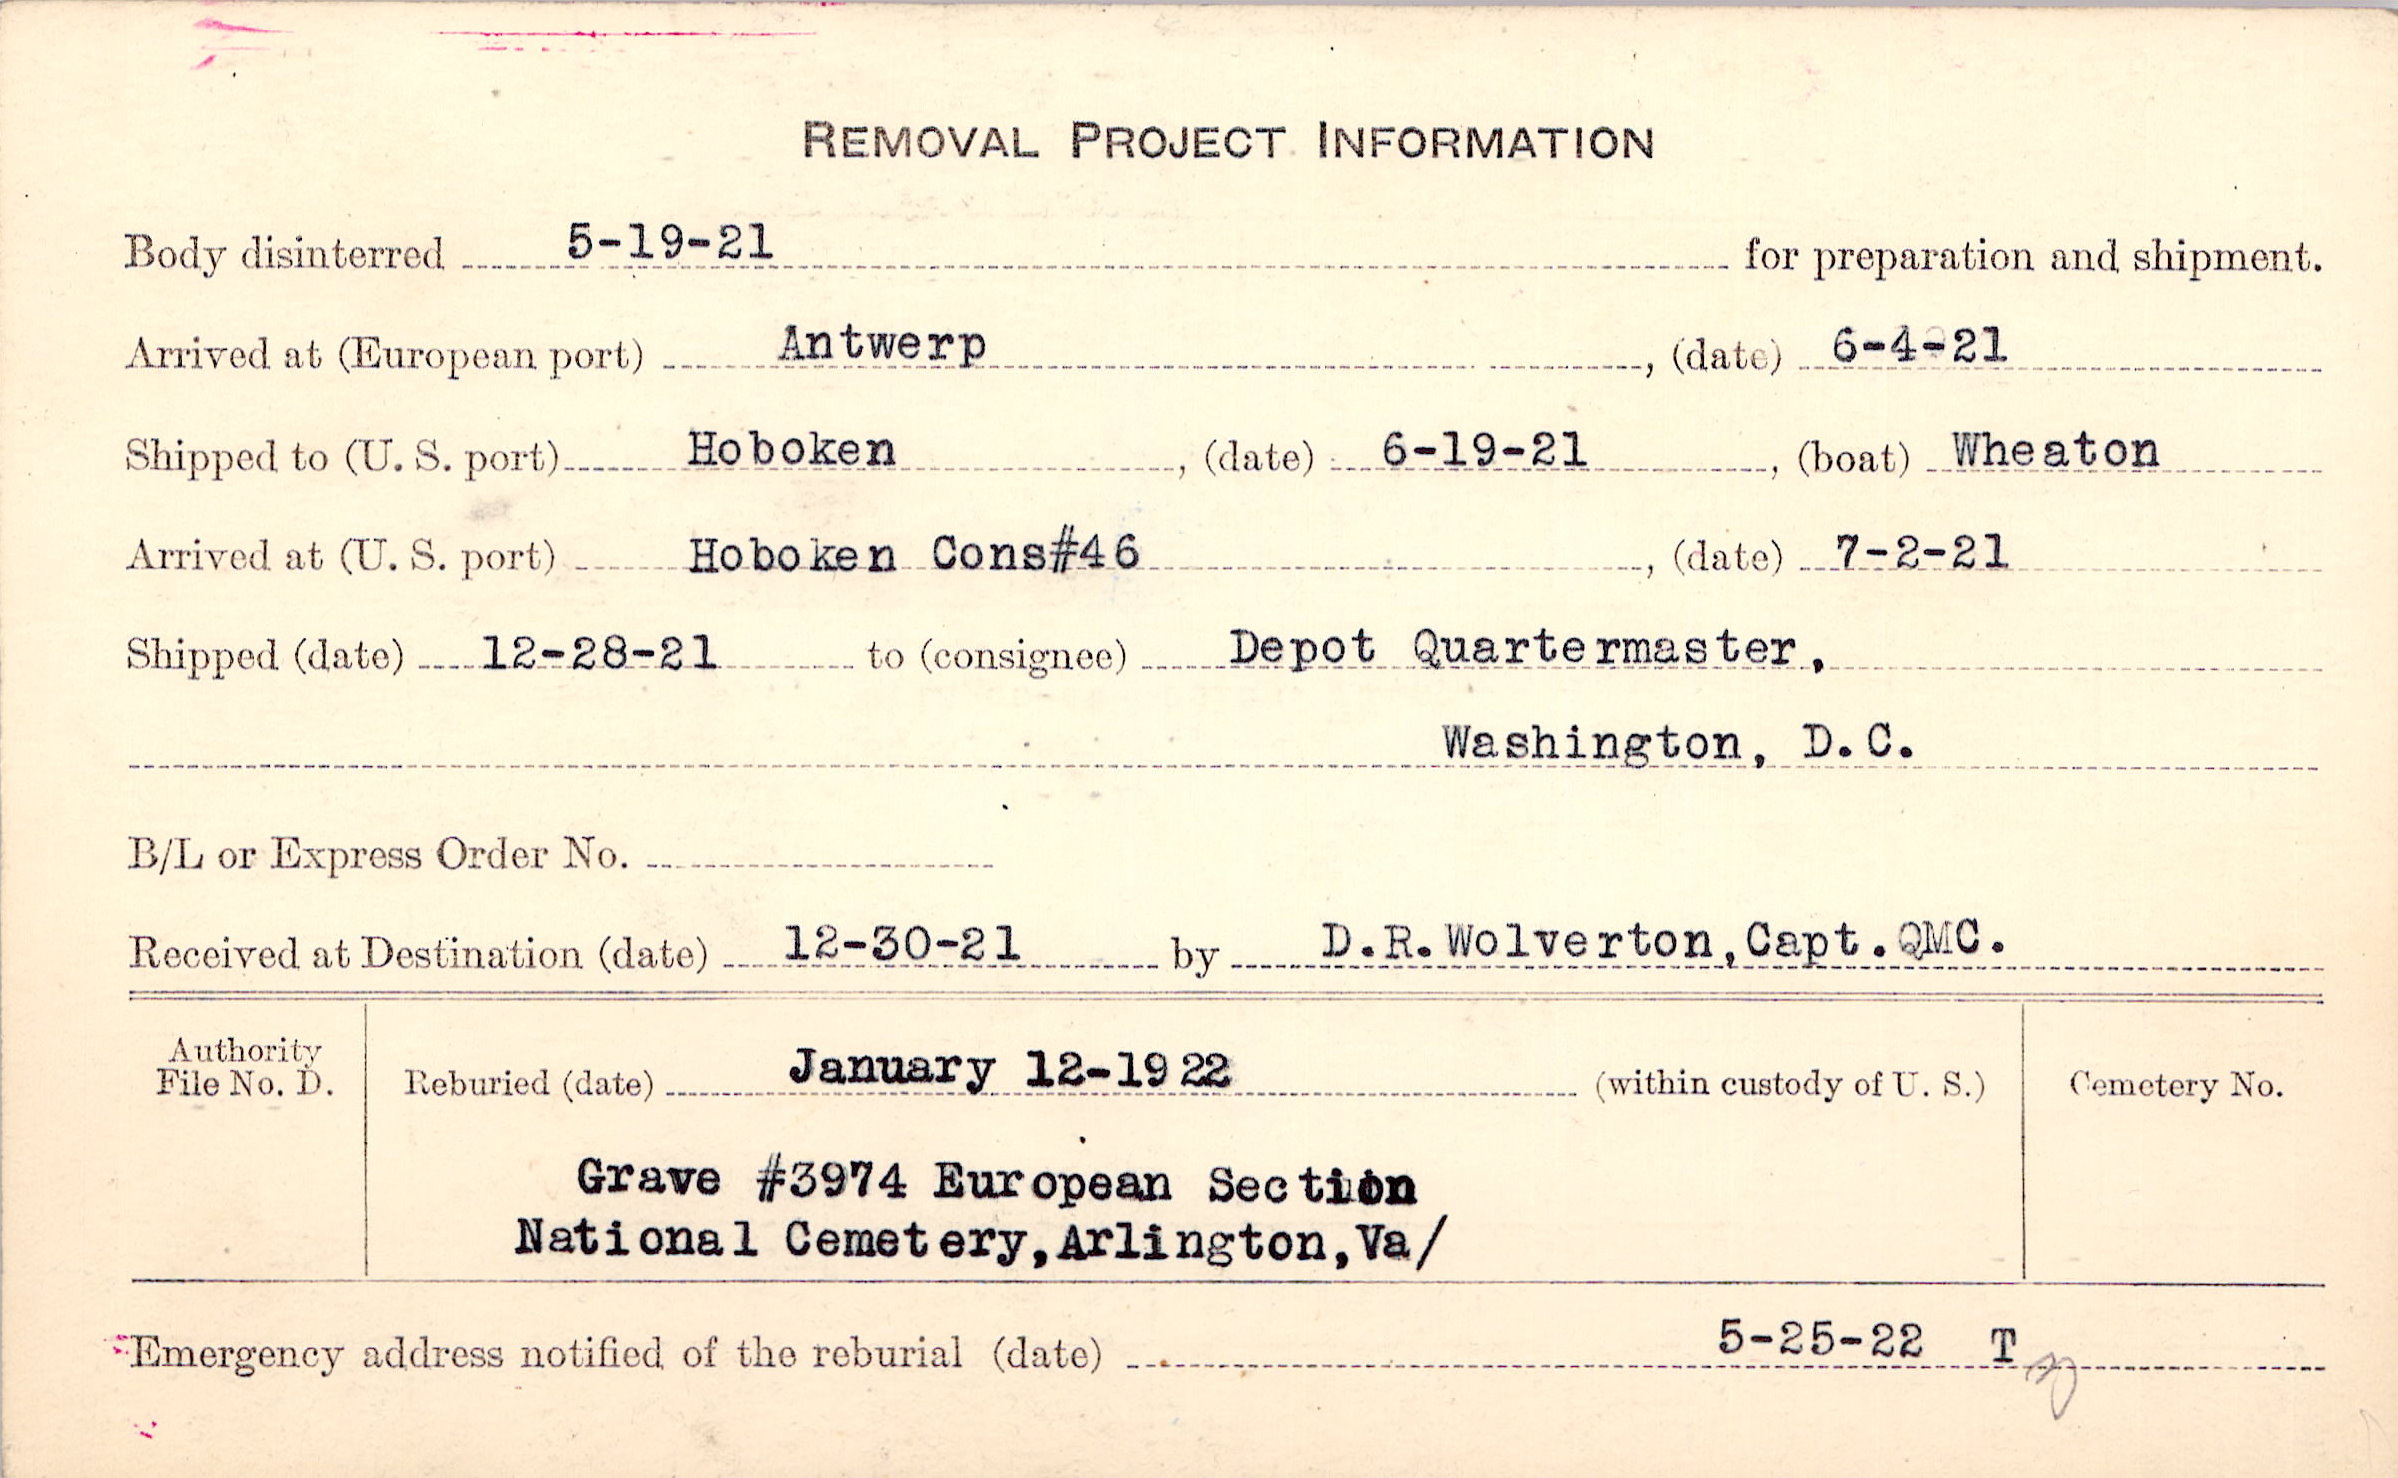 REMOVAL PROJECT INFORMATION
Body disinterred 5-19-21 for preparation and shipment.
Arrived at (European port) Antwerp, (date) 6-4-21
Shipped to (U. S. port) Hoboken, (date) 6-19-21, (boat) Wheaton
Arrived at (U. S. port) Hoboken Cons#46, (date) 7-2-21
Shipped (date) 12-28-21 to (consignee) Depot Quartermaster,
Washington, D.C.
B/L or Express Order No.
Received at Destination (date) 12-30-21 by D.R.Wolverton,Capt.QMC.
Authority
File No. D. Reburied (date) January 12-1922 (within custody of U. S.) Cemetery No.
Grave #3974 European Section
National Cemetery,Arlington,Va/
Emergency address notified of the reburial (date) 5-25-22 T